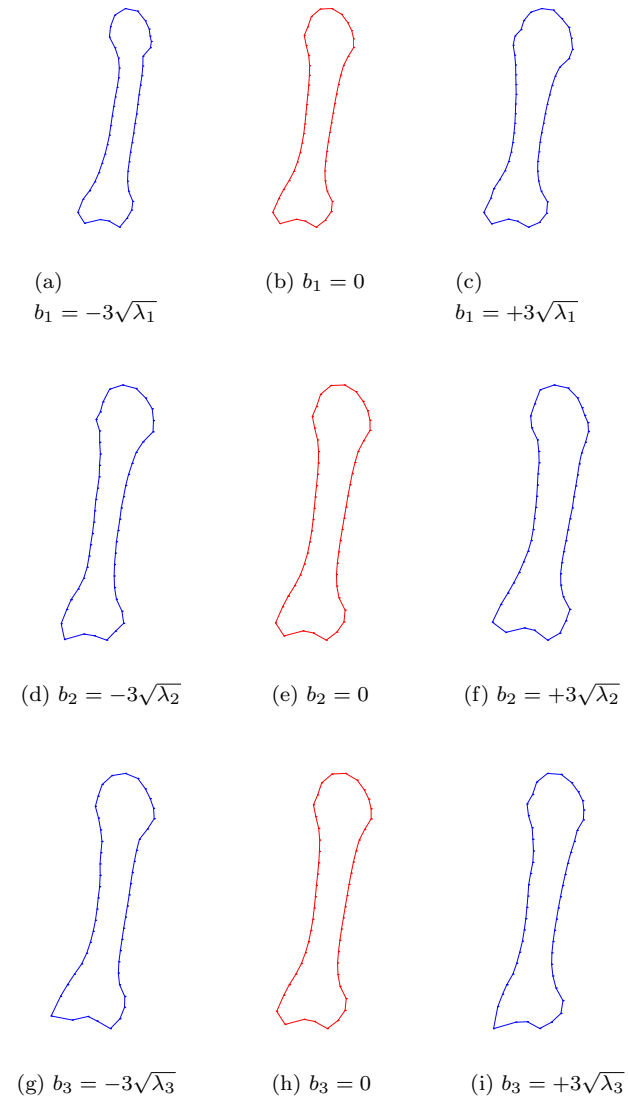 (a)
b₁ = −3√λ₁
(b) b₁ = 0
(c)
b₁ = +3√λ₁
(d) b₂ = −3√λ₂
(e) b₂ = 0
(f) b₂ = +3√λ₂
(g) b₃ = −3√λ₃
(h) b₃ = 0
(i) b₃ = +3√λ₃